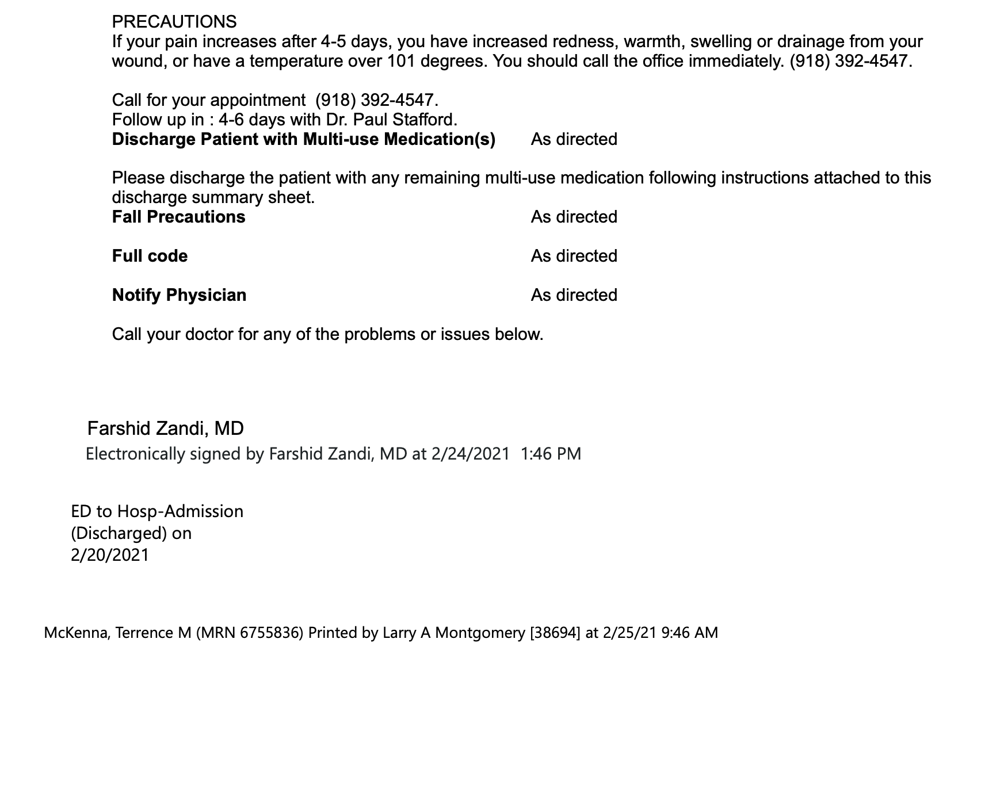 PRECAUTIONS
If your pain increases after 4-5 days, you have increased redness, warmth, swelling or drainage from your
wound, or have a temperature over 101 degrees. You should call the office immediately. (918) 392-4547.
Call for your appointment  (918) 392-4547.
Follow up in : 4-6 days with Dr. Paul Stafford.
Discharge Patient with Multi-use Medication(s) As directed
Please discharge the patient with any remaining multi-use medication following instructions attached to this
discharge summary sheet.
Fall Precautions As directed
Full code As directed
Notify Physician As directed
Call your doctor for any of the problems or issues below.
Farshid Zandi, MD
Electronically signed by Farshid Zandi, MD at 2/24/2021  1:46 PM
ED to Hosp-Admission
(Discharged) on
2/20/2021
McKenna, Terrence M (MRN 6755836) Printed by Larry A Montgomery [38694] at 2/25/21 9:46 AM